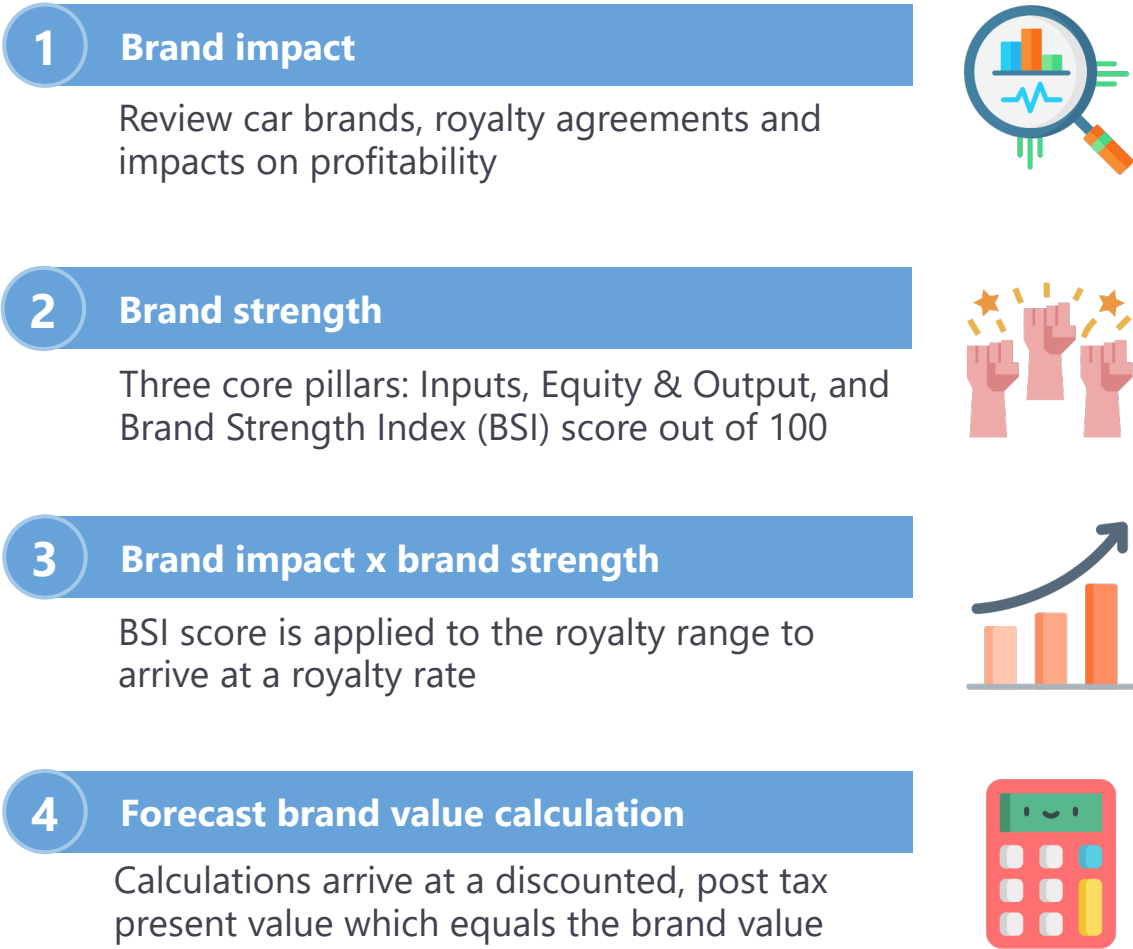 1
Brand impact
Review car brands, royalty agreements and
impacts on profitability
2
Brand strength
Three core pillars: Inputs, Equity & Output, and
Brand Strength Index (BSI) score out of 100
3
Brand impact x brand strength
BSI score is applied to the royalty range to
arrive at a royalty rate
4
Forecast brand value calculation
Calculations arrive at a discounted, post tax
present value which equals the brand value